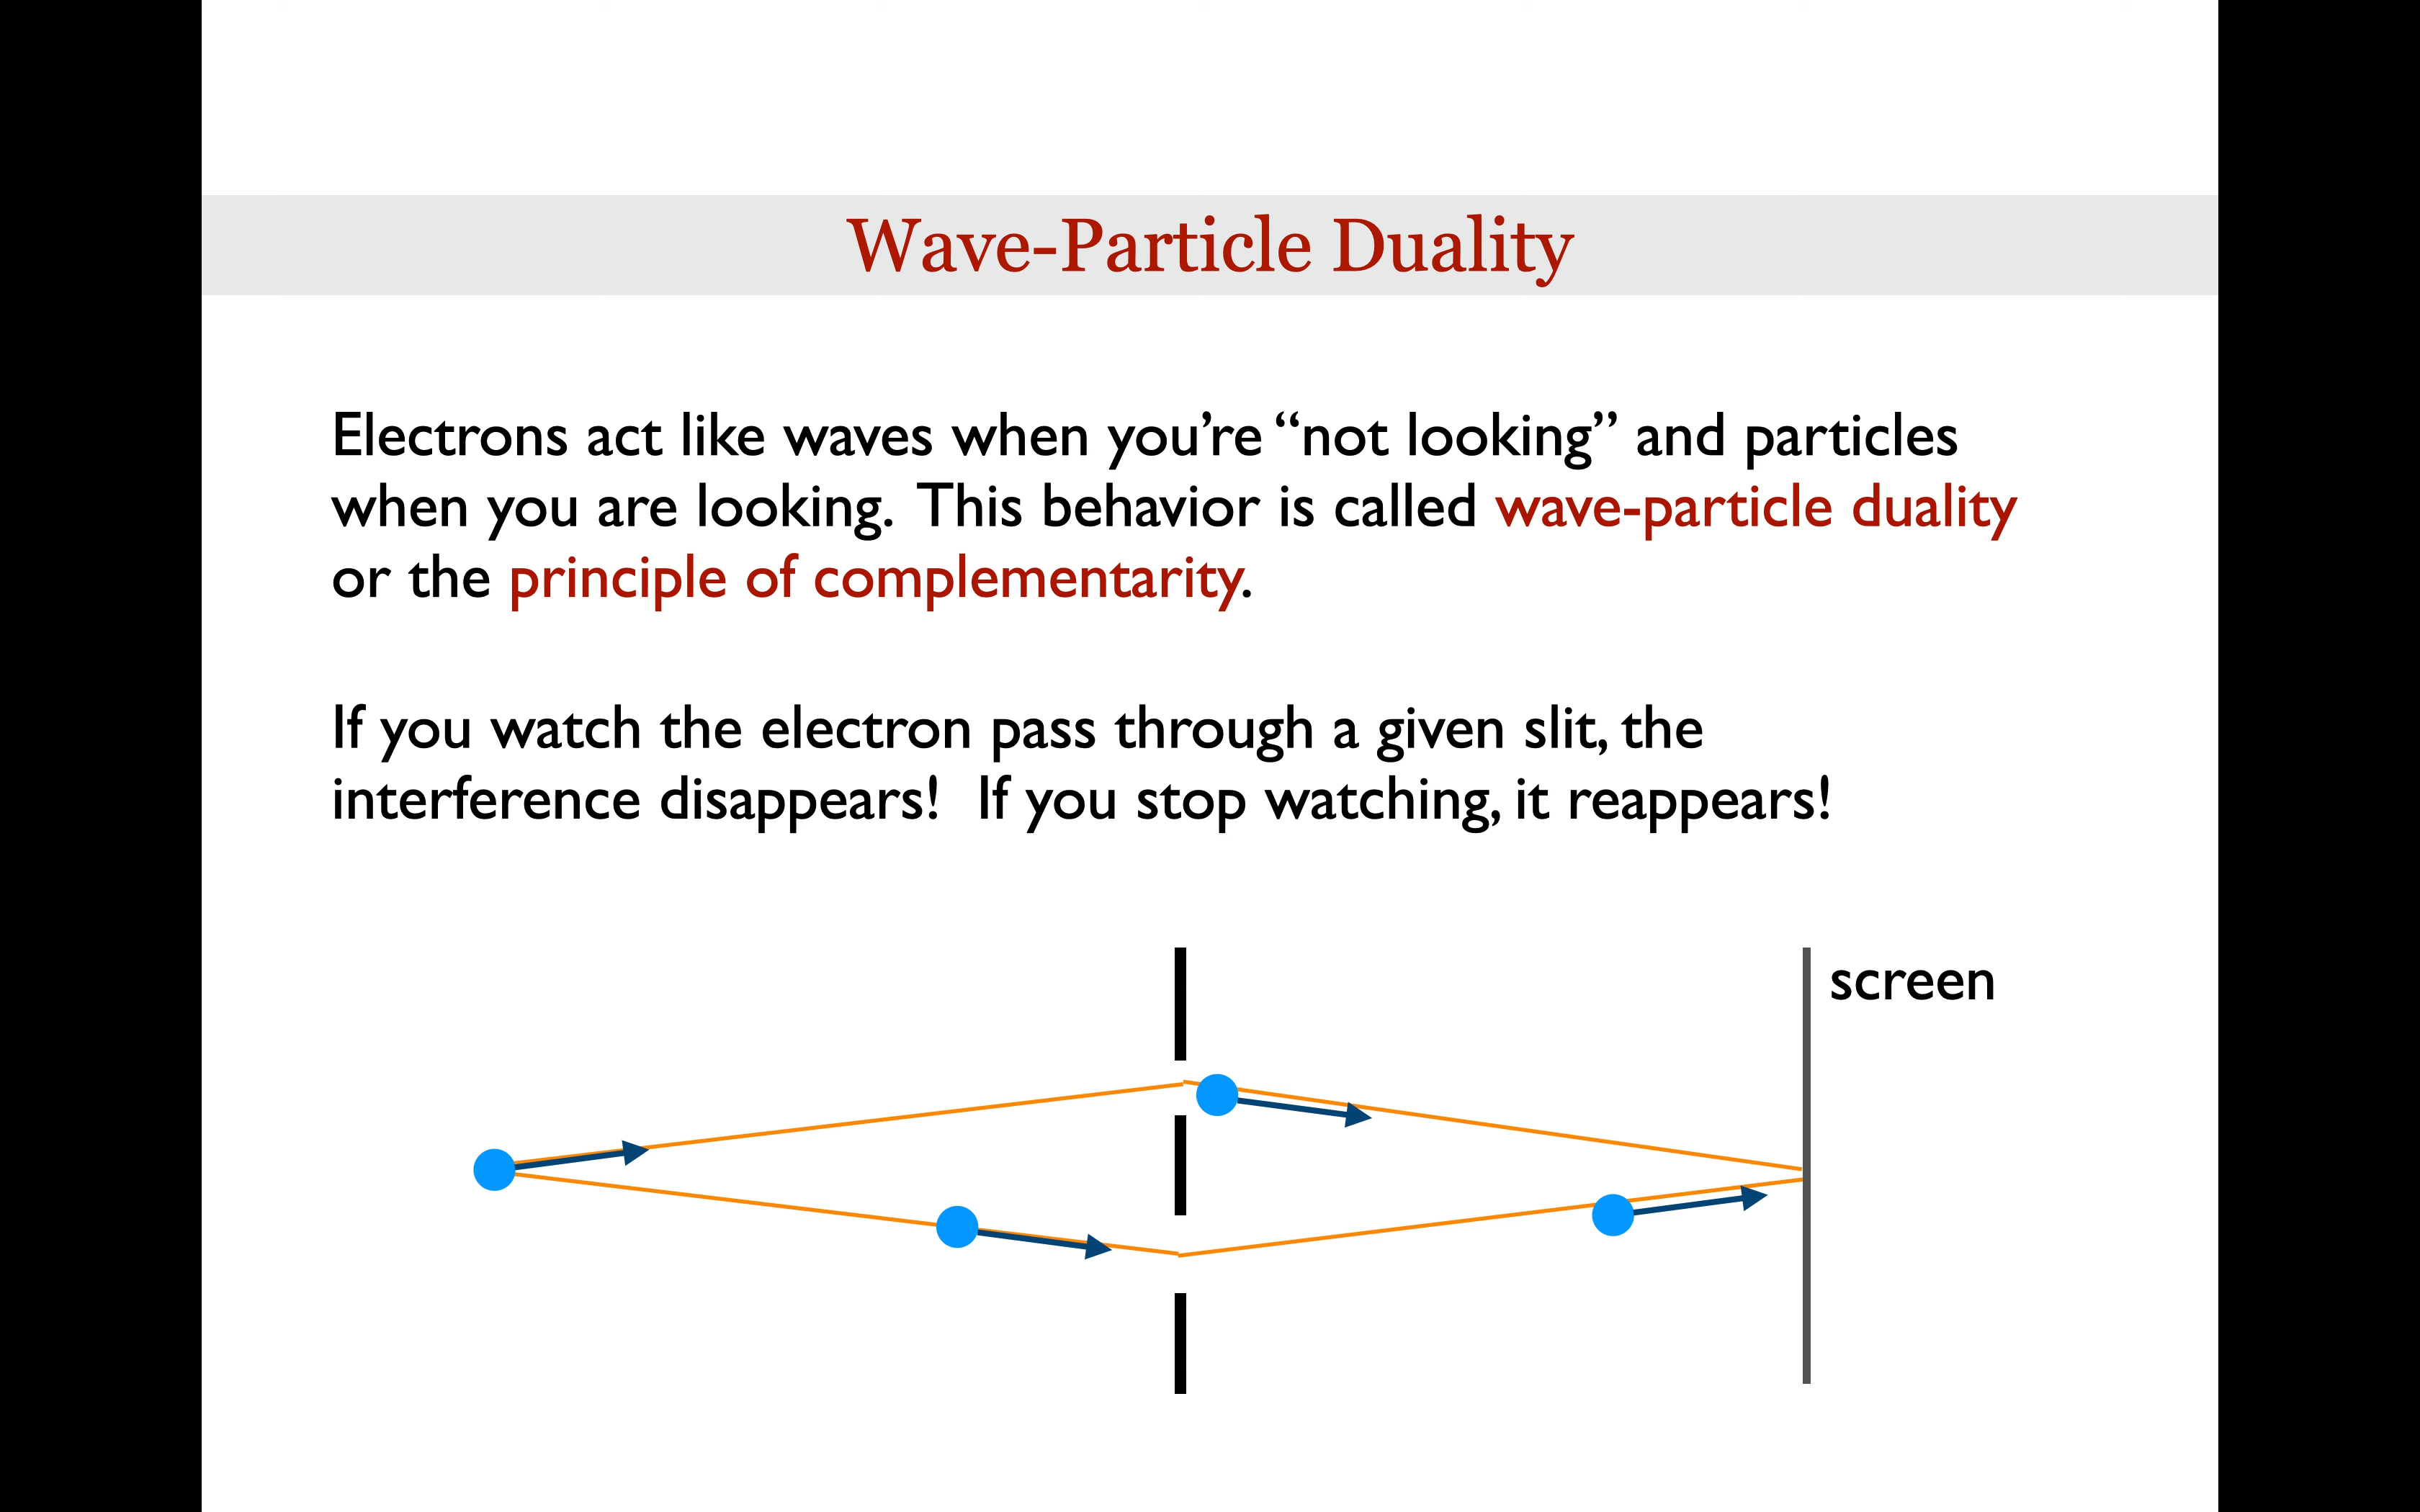 Wave-Particle Duality
Electrons act like waves when you’re “not looking” and particles
when you are looking.  This behavior is called wave-particle duality
or the principle of complementarity.
If you watch the electron pass through a given slit, the
interference disappears!  If you stop watching, it reappears!
screen